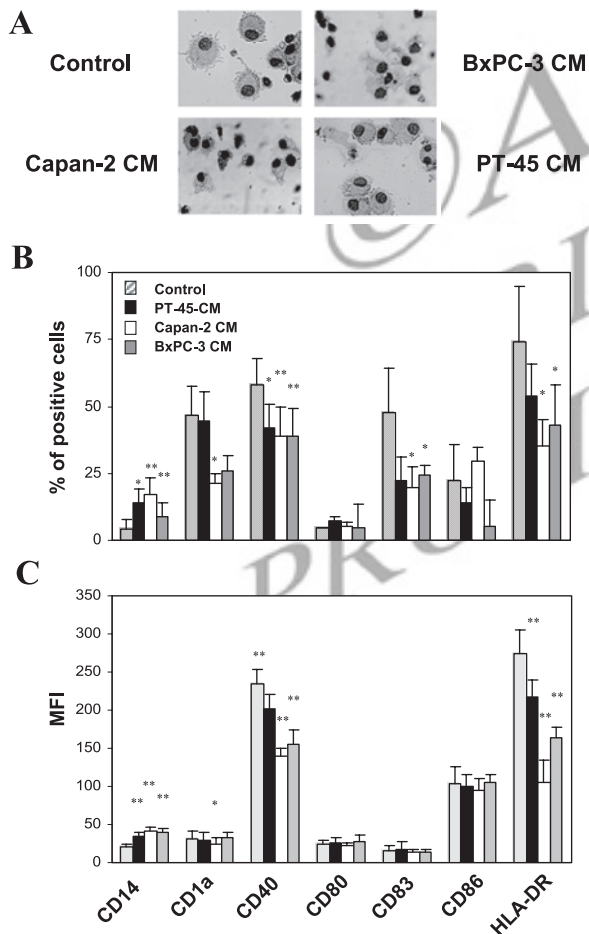 A
Control
BxPC-3 CM
Capan-2 CM
PT-45 CM
B
100
75
50
25
0
% of positive cells
Control
PT-45-CM
Capan-2 CM
BxPC-3 CM
* ** **
*
* ** **
* *
* *
C
350
300
250
200
150
100
50
0
MFI
** ** **
*
** ** **
** ** **
CD14 CD1a CD40 CD80 CD83 CD86 HLA-DR